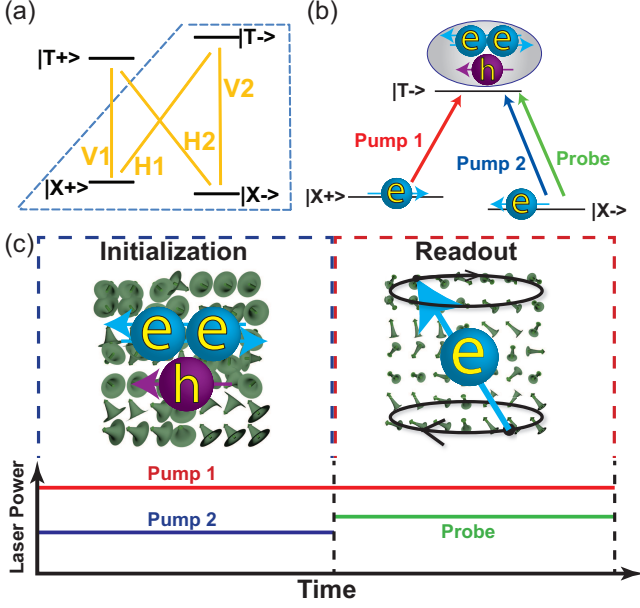 (a)
|T+>
|T->
V1
H1
H2
V2
|X+>
|X->
(b)
e e
h
|T->
Pump 1
Pump 2
Probe
e
|X+>
e
|X->
(c)
Initialization
Readout
e e
h
e
Laser Power
Pump 1
Pump 2
Probe
Time